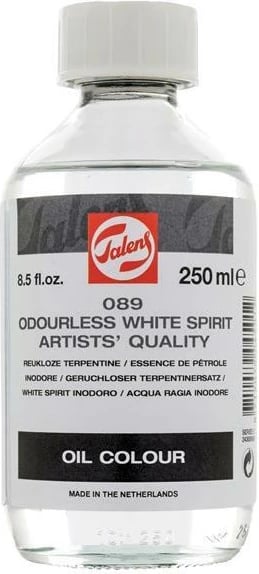 Talens
8.5 fl.oz. 250 ml e
089
ODOURLESS WHITE SPIRIT
ARTISTS' QUALITY
REUKLOZE TERPENTINE / ESSENCE DE PÉTROLE
INODORE / GERUCHLOSER TERPENTINERSATZ /
WHITE SPIRIT INODORO / ACQUA RAGIA INODORE
OIL COLOUR
MADE IN THE NETHERLANDS